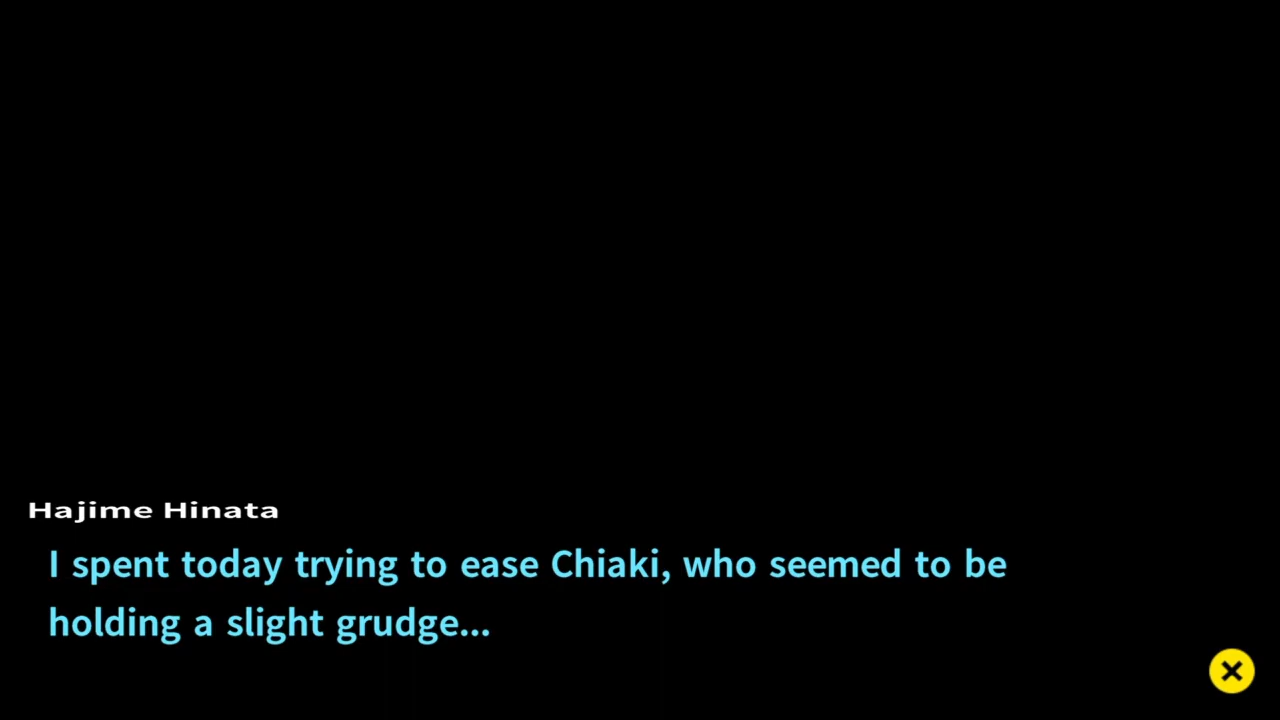 Hajime Hinata
I spent today trying to ease Chiaki, who seemed to be
holding a slight grudge...